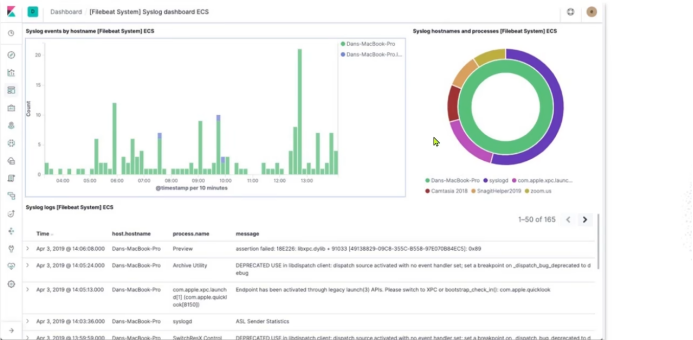 D
Dashboard
[Filebeat System] Syslog dashboard ECS
Syslog events by hostname [Filebeat System] ECS
Count
20
15
10
5
0
04:00 05:00 06:00 07:00 08:00 09:00 10:00 11:00 12:00 13:00
@timestamp per 10 minutes
Dans-MacBook-Pro
Dans-MacBook-Pro.l...
Syslog hostnames and processes [Filebeat System] ECS
Dans-MacBook-Pro syslogd com.apple.xpc.launc...
Camtasia 2018 SnagitHelper2019 zoom.us
Syslog logs [Filebeat System] ECS
1–50 of 165
Time host.hostname process.name message
Apr 3, 2019 @ 14:06:08.000 Dans-MacBook-Pro Preview assertion failed: 18E226: libxpc.dylib + 91033 [49138829-09C8-355C-B558-97E070B84EC5]: 0x89
Apr 3, 2019 @ 14:05:24.000 Dans-MacBook-Pro Archive Utility DEPRECATED USE in libdispatch client: dispatch source activated with no event handler set; set a breakpoint on _dispatch_bug_deprecated to d
ebug
Apr 3, 2019 @ 14:05:13.000 Dans-MacBook-Pro com.apple.xpc.launch
d[1] (com.apple.quickl
ook[8150])
Endpoint has been activated through legacy launch(3) APIs. Please switch to XPC or bootstrap_check_in(): com.apple.quicklook
Apr 3, 2019 @ 14:03:36.000 Dans-MacBook-Pro syslogd ASL Sender Statistics
Apr 3, 2019 @ 13:59:59.000 Dans-MacBook-Pro SwitchResX Control DEPRECATED USE in libdispatch client: dispatch source activated with no event handler set; set a breakpoint on _dispatch_bug_deprecated to d